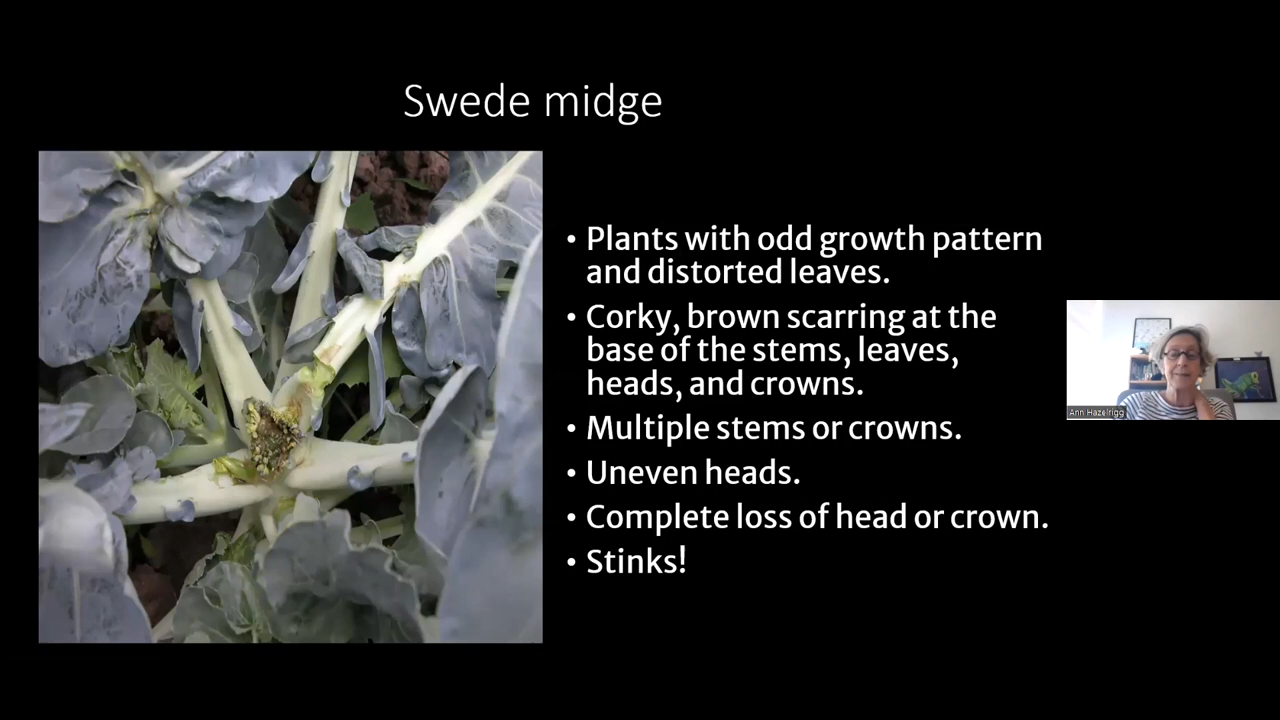 Swede midge
• Plants with odd growth pattern
and distorted leaves.
• Corky, brown scarring at the
base of the stems, leaves,
heads, and crowns.
• Multiple stems or crowns.
• Uneven heads.
• Complete loss of head or crown.
• Stinks!
Ann Hazelrigg